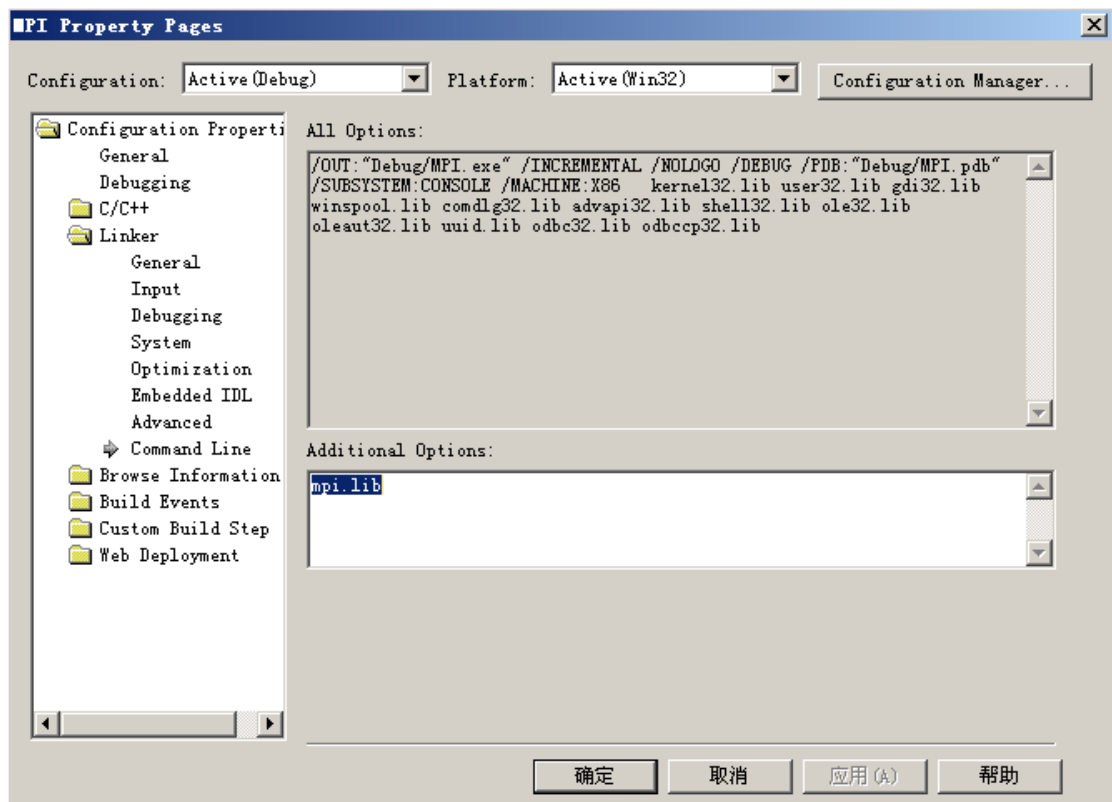 MPI Property Pages
Configuration: Active(Debug) Platform: Active(Win32) Configuration Manager...
Configuration Properti
General
Debugging
C/C++
Linker
General
Input
Debugging
System
Optimization
Embedded IDL
Advanced
Command Line
Browse Information
Build Events
Custom Build Step
Web Deployment
All Options:
/OUT:"Debug/MPI.exe" /INCREMENTAL /NOLOGO /DEBUG /PDB:"Debug/MPI.pdb"
/SUBSYSTEM:CONSOLE /MACHINE:X86 kernel32.lib user32.lib gdi32.lib
winspool.lib comdlg32.lib advapi32.lib shell32.lib ole32.lib
oleaut32.lib uuid.lib odbc32.lib odbccp32.lib
Additional Options:
mpi.lib
确定 取消 应用(A) 帮助